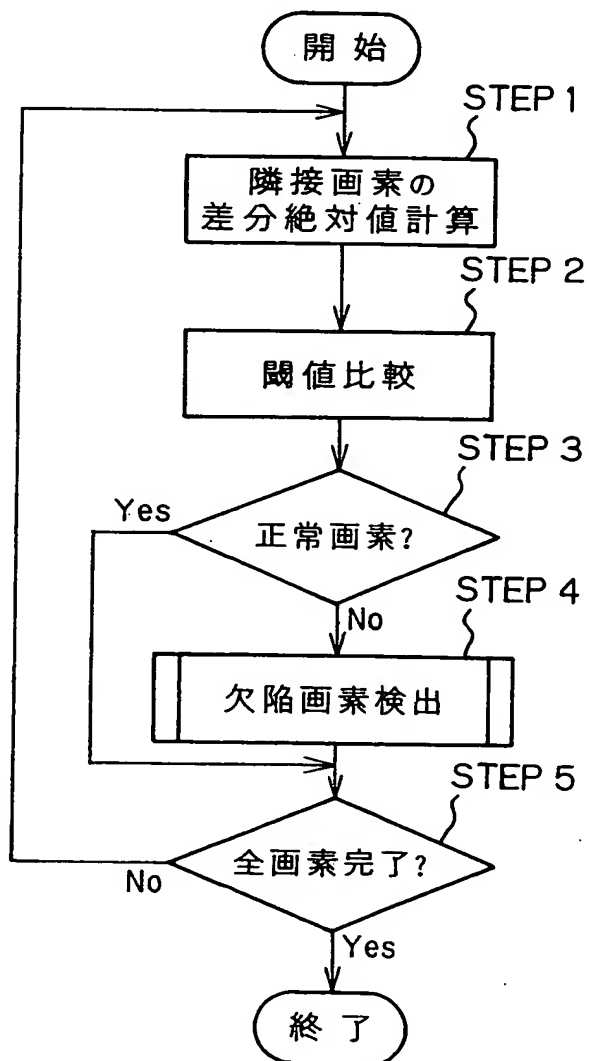 開始
STEP 1
隣接画素の
差分絶対値計算
STEP 2
閾値比較
STEP 3
Yes
正常画素?
No
STEP 4
欠陥画素検出
STEP 5
全画素完了?
No
Yes
終了